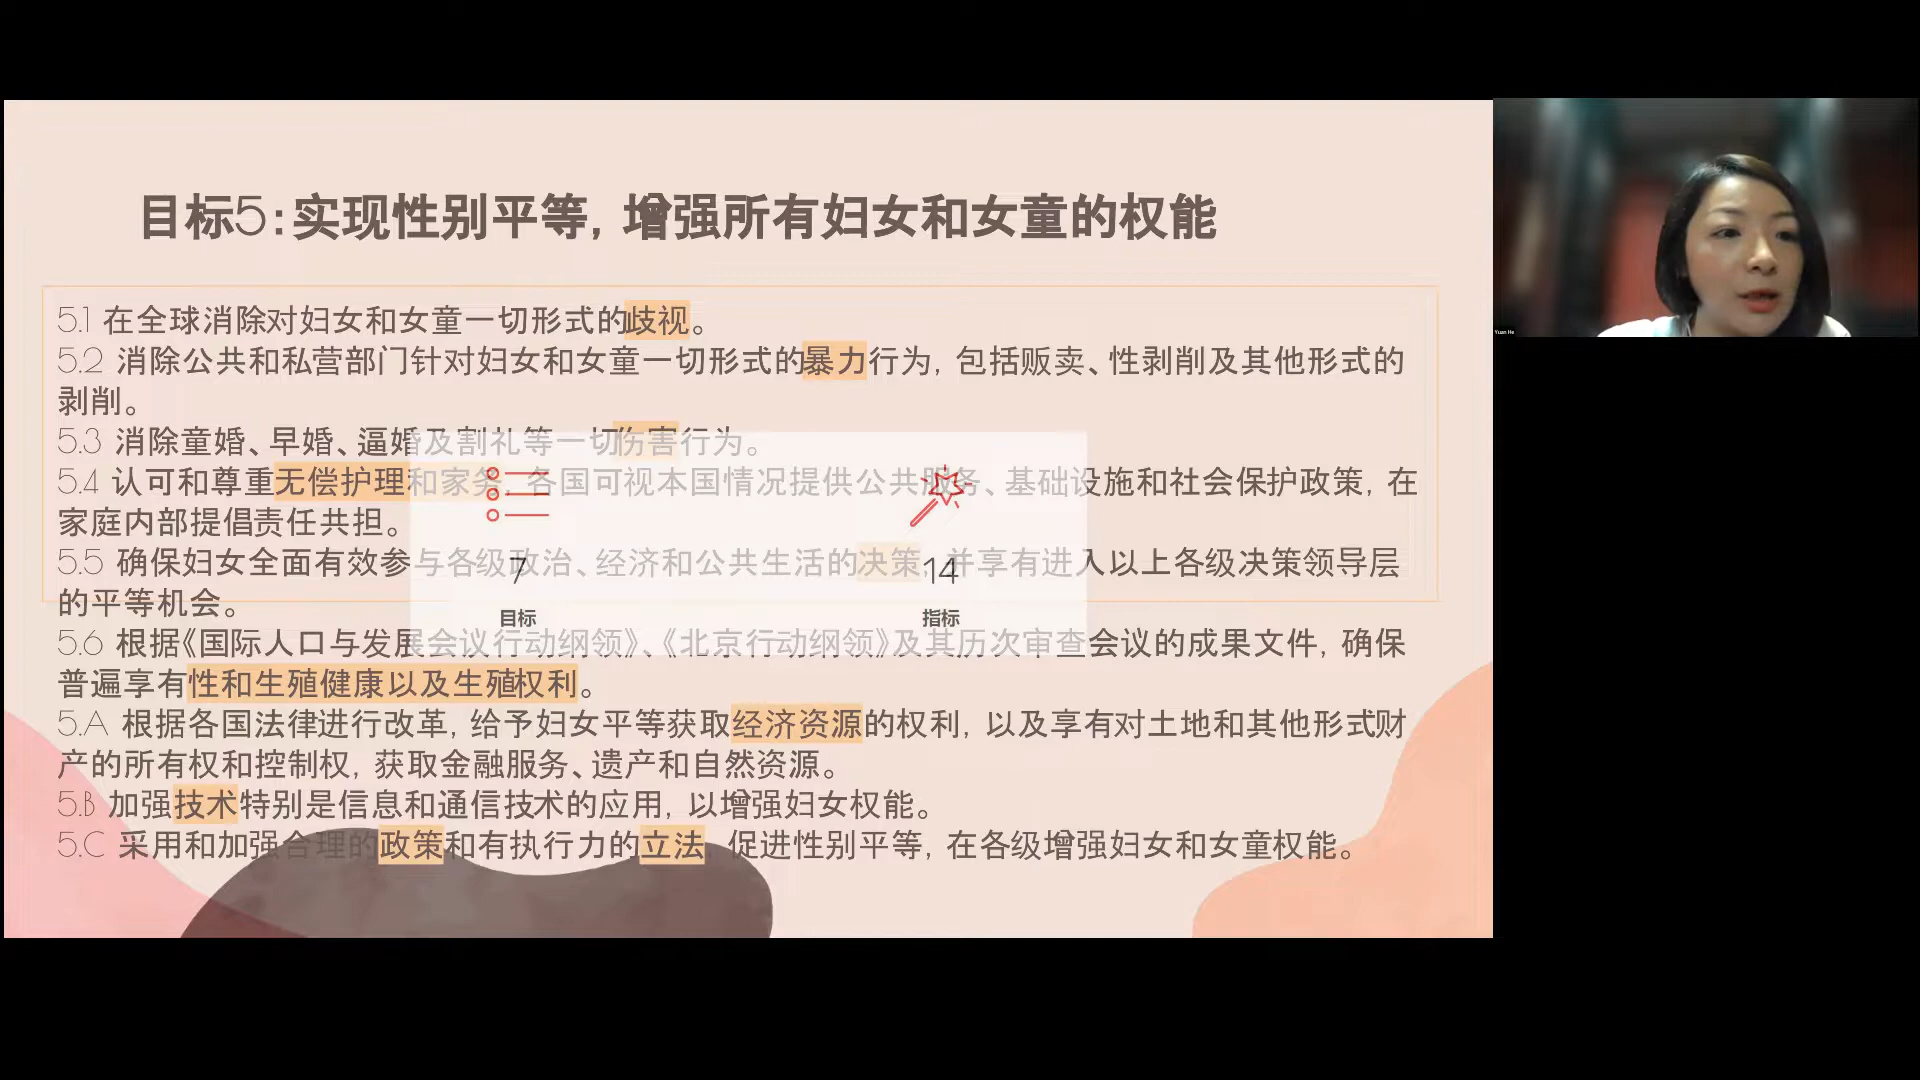 目标5:实现性别平等，增强所有妇女和女童的权能
5.1 在全球消除对妇女和女童一切形式的歧视。
5.2 消除公共和私营部门针对妇女和女童一切形式的暴力行为，包括贩卖、性剥削及其他形式的
剥削。
5.3 消除童婚、早婚、逼婚及割礼等一切伤害行为。
5.4 认可和尊重无偿护理和家务，各国可视本国情况提供公共服务、基础设施和社会保护政策，在
家庭内部提倡责任共担。
5.5 确保妇女全面有效参与各级政治、经济和公共生活的决策，并享有进入以上各级决策领导层
的平等机会。
5.6 根据《国际人口与发展会议行动纲领》、《北京行动纲领》及其历次审查会议的成果文件，确保
普遍享有性和生殖健康以及生殖权利。
5.A 根据各国法律进行改革，给予妇女平等获取经济资源的权利，以及享有对土地和其他形式财
产的所有权和控制权，获取金融服务、遗产和自然资源。
5.B 加强技术特别是信息和通信技术的应用，以增强妇女权能。
5.C 采用和加强合理的政策和有执行力的立法，促进性别平等，在各级增强妇女和女童权能。
7
目标
14
指标
Yuan He